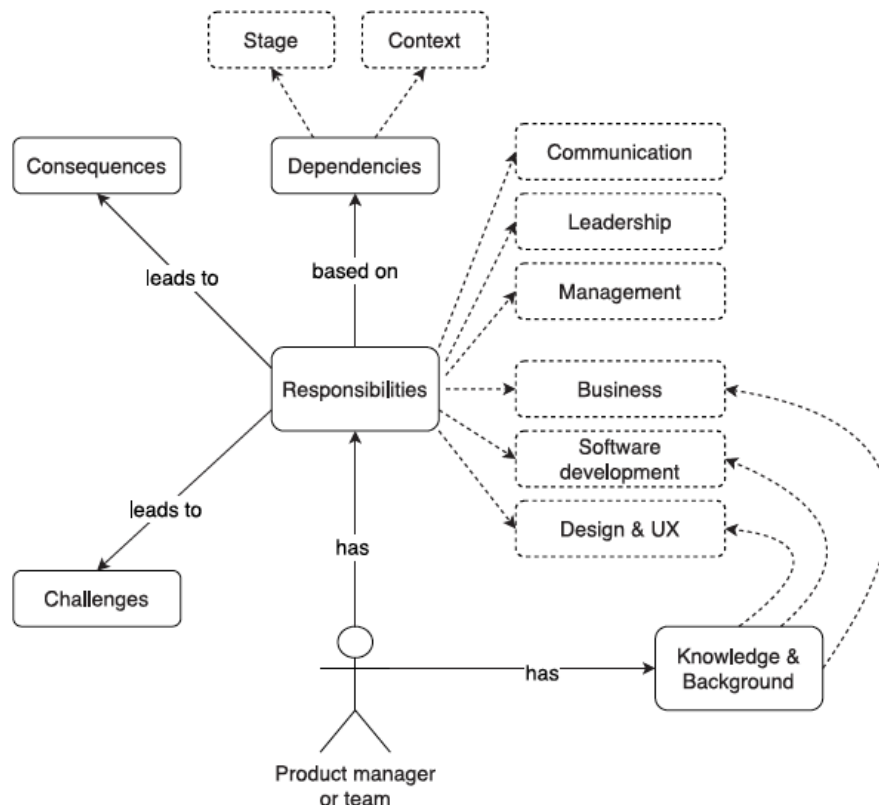 Stage
Context
Consequences
Dependencies
Communication
Leadership
leads to
based on
Management
Responsibilities
Business
Software
development
leads to
Design & UX
has
Challenges
Knowledge &
Background
has
Product manager
or team